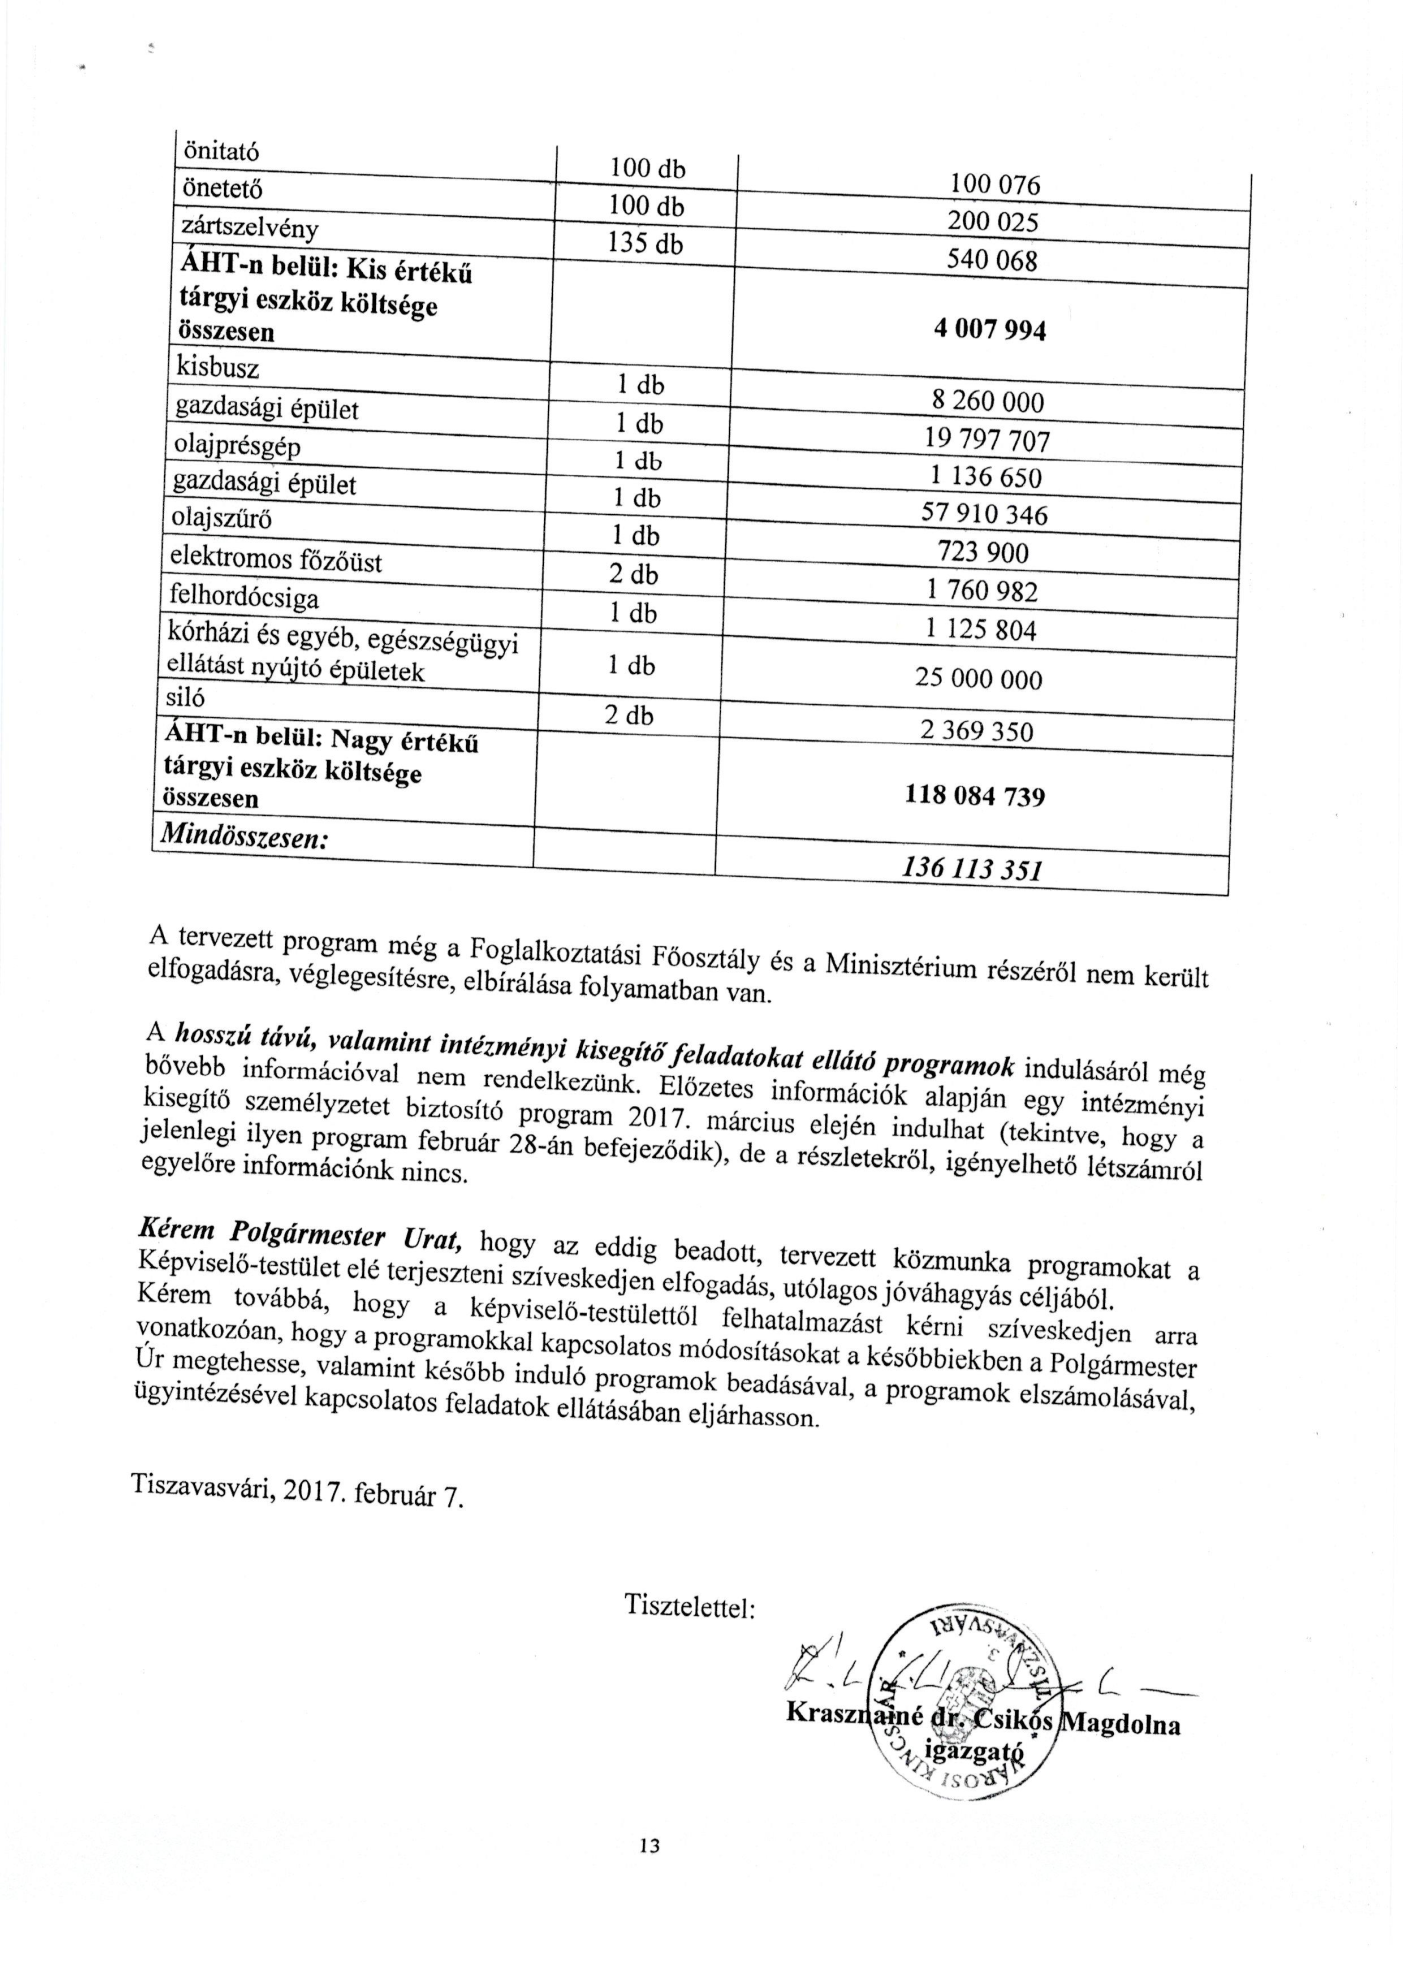 önitató 100 db 100 076
önetető 100 db 200 025
zártszelvény 135 db 540 068
ÁHT-n belül: Kis értékű
tárgyi eszköz költsége
összesen 4 007 994
kisbusz 1 db 8 260 000
gazdasági épület 1 db 19 797 707
olajprésgép 1 db 1 136 650
gazdasági épület 1 db 57 910 346
olajszűrő 1 db 723 900
elektromos főzőüst 2 db 1 760 982
felhordócsiga 1 db 1 125 804
kórházi és egyéb, egészségügyi
ellátást nyújtó épületek 1 db 25 000 000
siló 2 db 2 369 350
ÁHT-n belül: Nagy értékű
tárgyi eszköz költsége
összesen 118 084 739
Mindösszesen: 136 113 351
A tervezett program még a Foglalkoztatási Főosztály és a Minisztérium részéről nem került
elfogadásra, véglegesítésre, elbírálása folyamatban van.
A hosszú távú, valamint intézményi kisegítő feladatokat ellátó programok indulásáról még
bővebb információval nem rendelkezünk. Előzetes információk alapján egy intézményi
kisegítő személyzetet biztosító program 2017. március elején indulhat (tekintve, hogy a
jelenlegi ilyen program február 28-án befejeződik), de a részletekről, igényelhető létszámról
egyelőre információnk nincs.
Kérem Polgármester Urat, hogy az eddig beadott, tervezett közmunka programokat a
Képviselő-testület elé terjeszteni szíveskedjen elfogadás, utólagos jóváhagyás céljából.
Kérem továbbá, hogy a képviselő-testülettől felhatalmazást kérni szíveskedjen arra
vonatkozóan, hogy a programokkal kapcsolatos módosításokat a későbbiekben a Polgármester
Úr megtehesse, valamint később induló programok beadásával, a programok elszámolásával,
ügyintézésével kapcsolatos feladatok ellátásában eljárhasson.
Tiszavasvári, 2017. február 7.
Tisztelettel:
VÁROSI KINCSTÁR * TISZAVASVÁRI *
3.
Krasznainé dr. Csikós Magdolna
igazgató
13